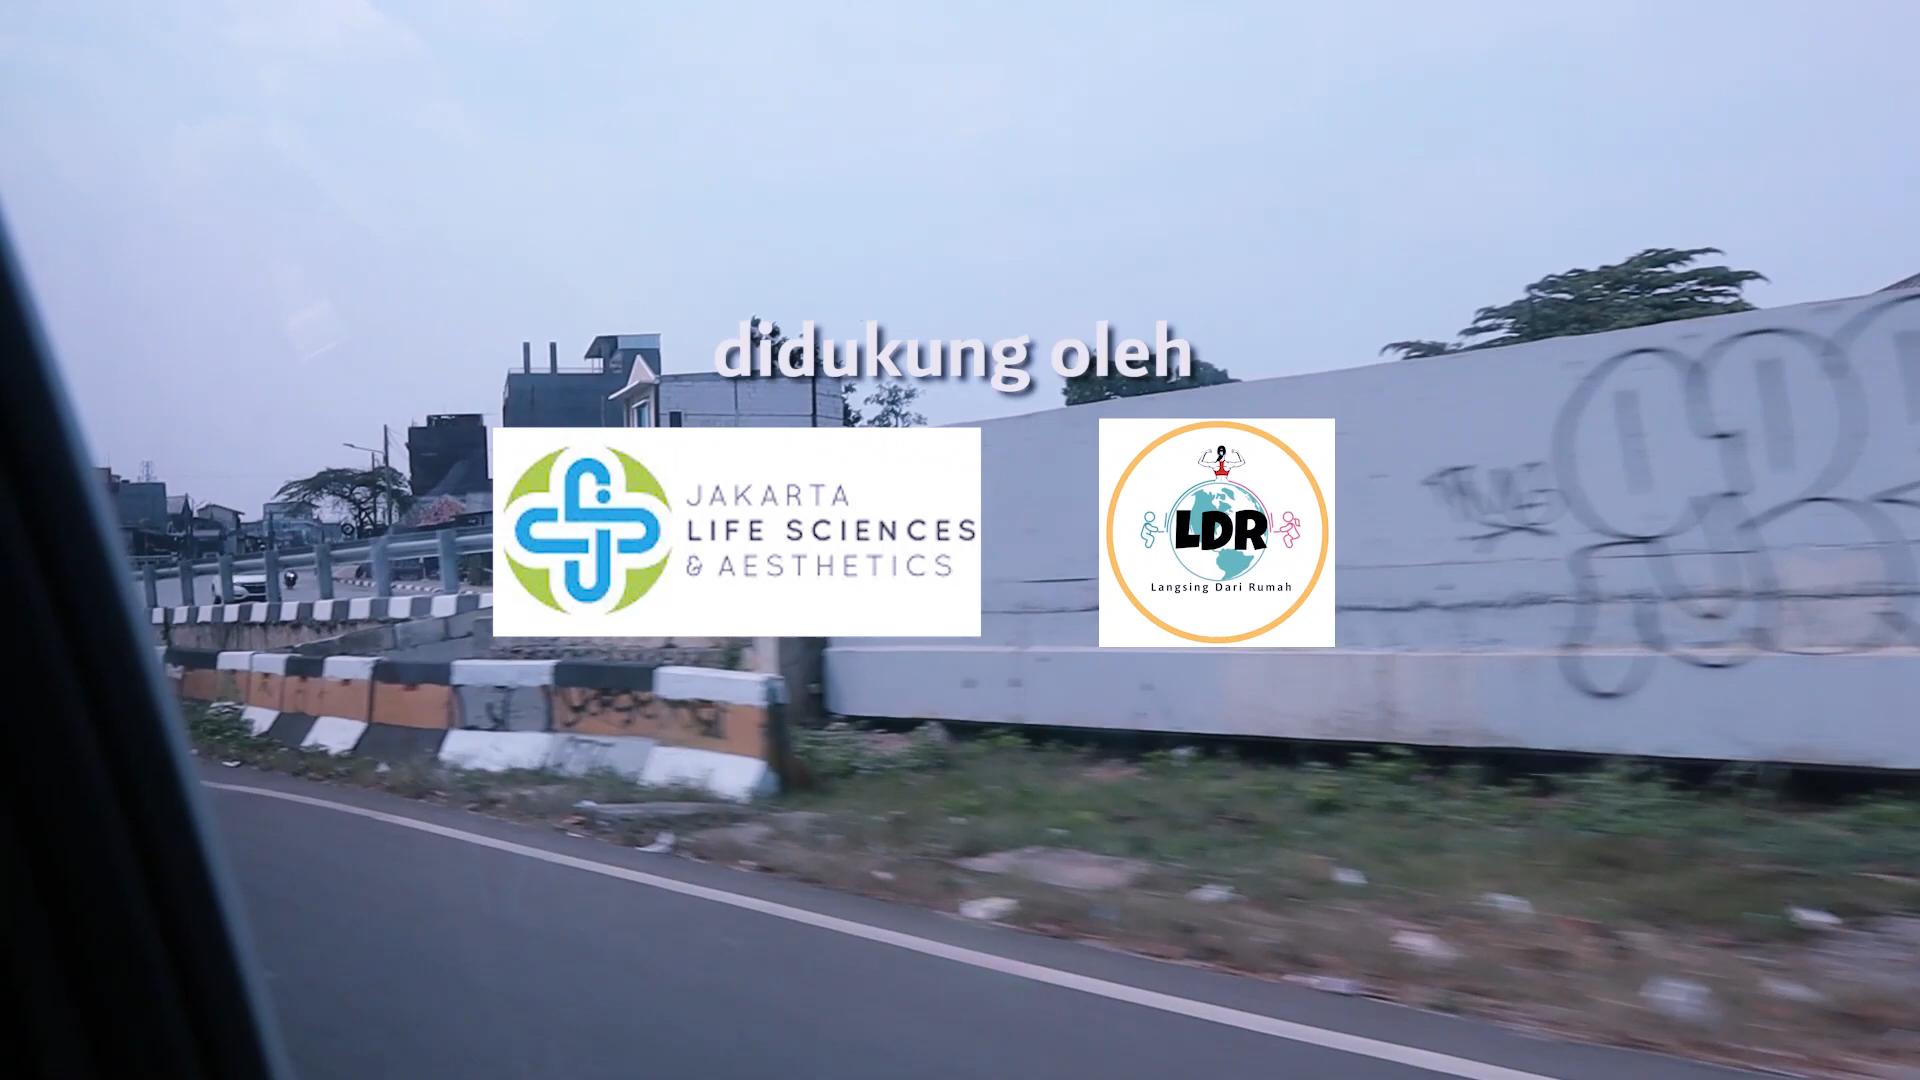 didukung oleh
JAKARTA
LIFE SCIENCES
& AESTHETICS
LDR
Langsing Dari Rumah